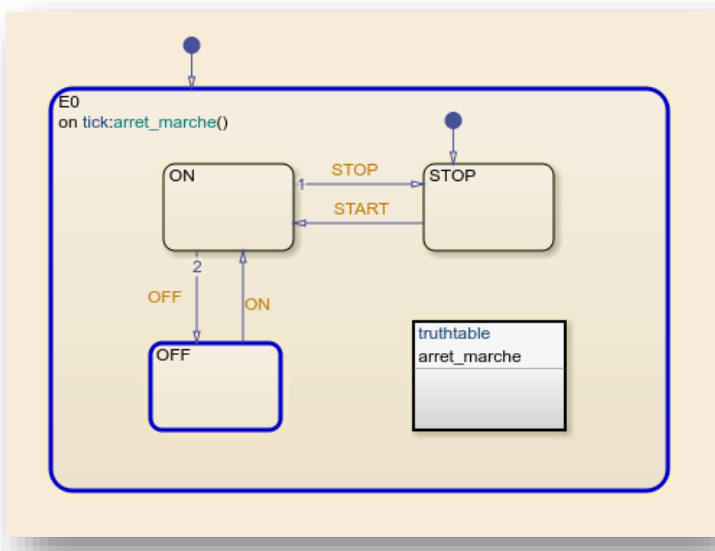 E0
on tick:arret_marche()
ON
1
STOP
STOP
START
2
OFF
ON
OFF
truthtable
arret_marche